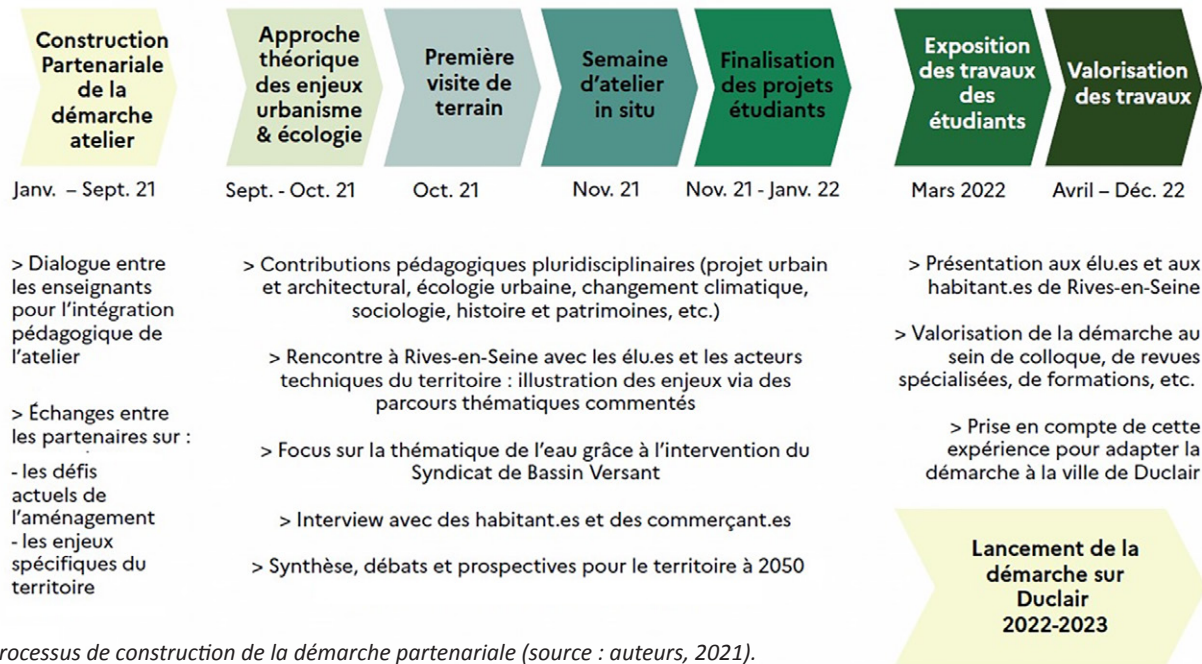 Construction
Partenariale
de la
démarche
atelier
Approche
théorique
des enjeux
urbanisme
& écologie
Première
visite de
terrain
Semaine
d'atelier
in situ
Finalisation
des projets
étudiants
Exposition
des travaux
des
étudiants
Valorisation
des travaux
Janv. – Sept. 21
Sept. - Oct. 21
Oct. 21
Nov. 21
Nov. 21 - Janv. 22
Mars 2022
Avril – Déc. 22
> Dialogue entre
les enseignants
pour l'intégration
pédagogique de
l'atelier
> Échanges entre
les partenaires sur :
- les défis
actuels de
l'aménagement
- les enjeux
spécifiques du
territoire
> Contributions pédagogiques pluridisciplinaires (projet urbain
et architectural, écologie urbaine, changement climatique,
sociologie, histoire et patrimoines, etc.)
> Rencontre à Rives-en-Seine avec les élu.es et les acteurs
techniques du territoire : illustration des enjeux via des
parcours thématiques commentés
> Focus sur la thématique de l'eau grâce à l'intervention du
Syndicat de Bassin Versant
> Interview avec des habitant.es et des commerçant.es
> Synthèse, débats et prospectives pour le territoire à 2050
> Présentation aux élu.es et aux
habitant.es de Rives-en-Seine
> Valorisation de la démarche au
sein de colloque, de revues
spécialisées, de formations, etc.
> Prise en compte de cette
expérience pour adapter la
démarche à la ville de Duclair
Lancement de la
démarche sur
Duclair
2022-2023
rocessus de construction de la démarche partenariale (source : auteurs, 2021).